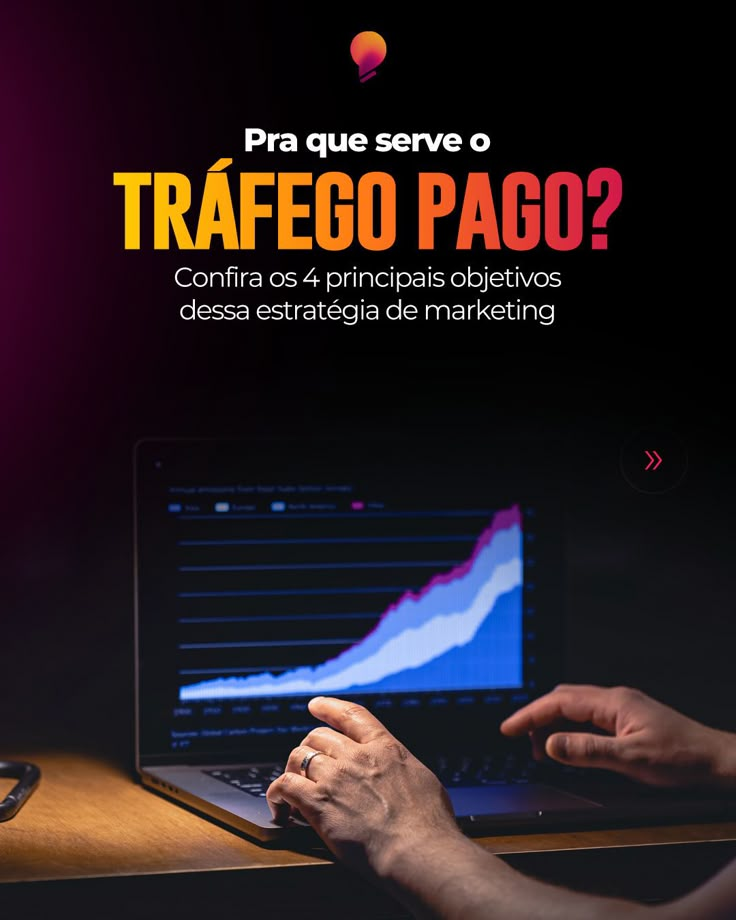 Pra que serve o
TRÁFEGO PAGO?
Confira os 4 principais objetivos
dessa estratégia de marketing